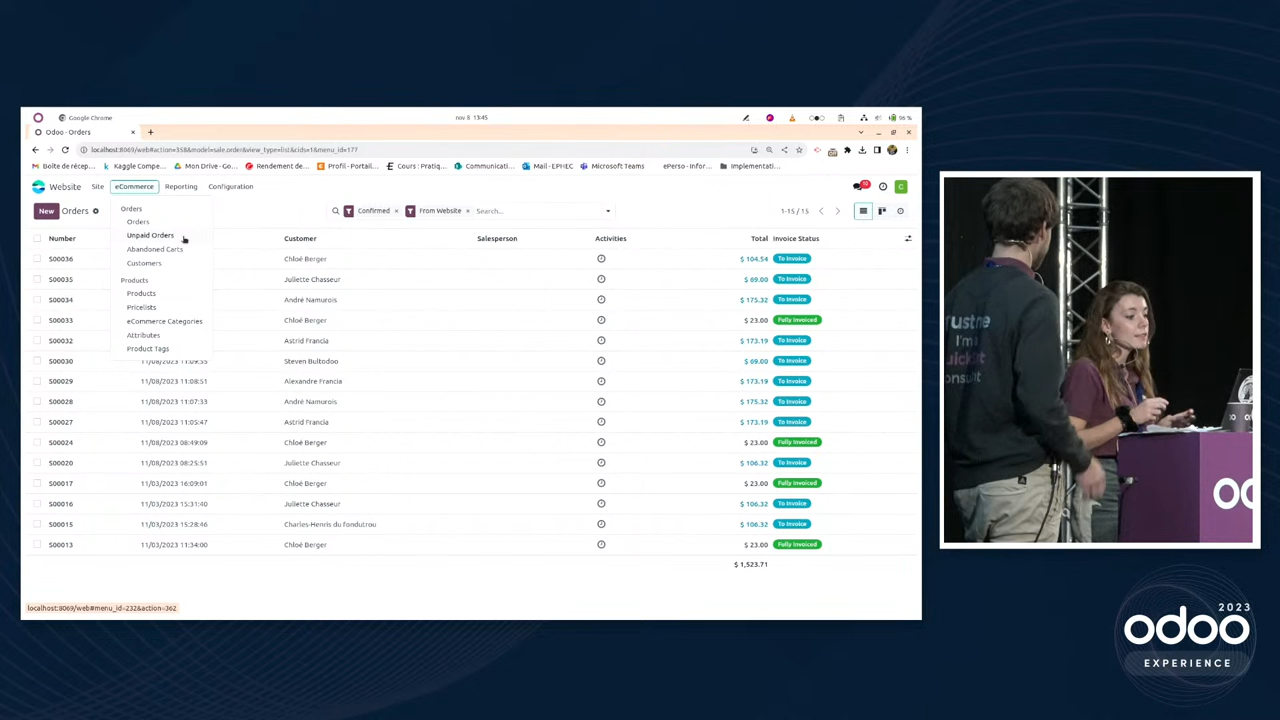 Google Chrome
nov 8 13:45
96 %
Odoo - Orders
localhost:8069/web#action=358&model=sale.order&view_type=list&cids=1&menu_id=177
Boîte de récep... Kaggle Compe... Mon Drive - Go... Rendement de... Profil - Portail... Cours : Pratiq... Communicati... Mail - EPHEC Microsoft Teams ePerso - Infor... Implementati...
Website Site eCommerce Reporting Configuration
C
New Orders Confirmed From Website Search... 1-15 / 15
Orders
Orders
Unpaid Orders
Abandoned Carts
Customers
Products
Products
Pricelists
eCommerce Categories
Attributes
Product Tags
Number Customer Salesperson Activities Total Invoice Status
S00036 Chloé Berger $ 104.54 To Invoice
S00035 Juliette Chasseur $ 69.00 To Invoice
S00034 André Namurois $ 175.32 To Invoice
S00033 Chloé Berger $ 23.00 Fully Invoiced
S00032 Astrid Francia $ 173.19 To Invoice
S00030 11/08/2023 11:09:35 Steven Bultodoo $ 69.00 To Invoice
S00029 11/08/2023 11:08:51 Alexandre Francia $ 173.19 To Invoice
S00028 11/08/2023 11:07:33 André Namurois $ 175.32 To Invoice
S00027 11/08/2023 11:05:47 Astrid Francia $ 173.19 To Invoice
S00024 11/08/2023 08:49:09 Chloé Berger $ 23.00 Fully Invoiced
S00020 11/08/2023 08:25:51 Juliette Chasseur $ 106.32 To Invoice
S00017 11/03/2023 16:09:01 Chloé Berger $ 23.00 Fully Invoiced
S00016 11/03/2023 15:31:40 Juliette Chasseur $ 106.32 To Invoice
S00015 11/03/2023 15:28:46 Charles-Henris du fondutrou $ 106.32 To Invoice
S00013 11/03/2023 11:34:00 Chloé Berger $ 23.00 Fully Invoiced
$ 1,523.71
localhost:8069/web#menu_id=232&action=362
I'm a
2023
odoo
EXPERIENCE